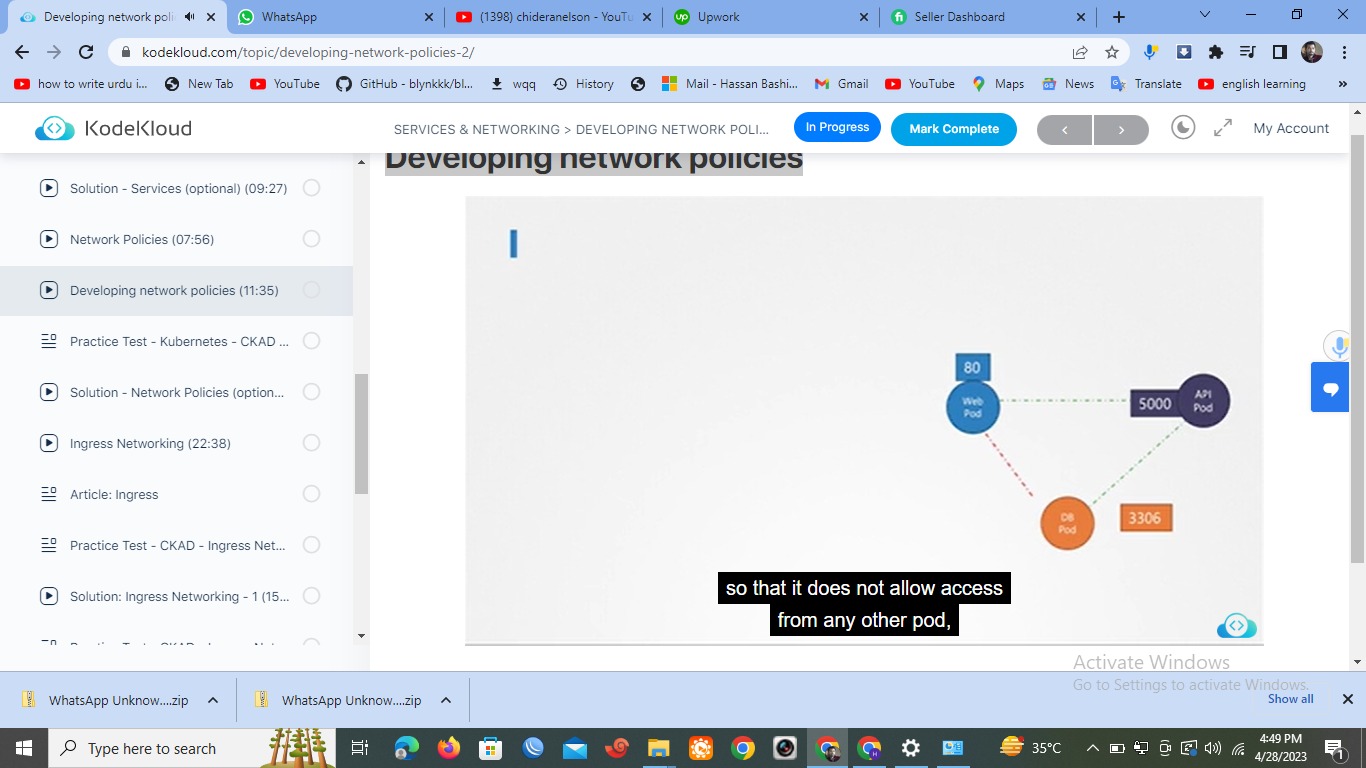 Developing network poli
WhatsApp
(1398) chideranelson - YouTu
Upwork
Seller Dashboard
kodekloud.com/topic/developing-network-policies-2/
how to write urdu i...
New Tab
YouTube
GitHub - blynkkk/bl...
wqq
History
Mail - Hassan Bashi...
Gmail
YouTube
Maps
News
Translate
english learning
»
KodeKloud
SERVICES & NETWORKING > DEVELOPING NETWORK POLI...
In Progress
Mark Complete
My Account
Solution - Services (optional) (09:27)
Network Policies (07:56)
Developing network policies (11:35)
Practice Test - Kubernetes - CKAD ...
Solution - Network Policies (option...
Ingress Networking (22:38)
Article: Ingress
Practice Test - CKAD - Ingress Net...
Solution: Ingress Networking - 1 (15...
Developing network policies
80
Web
Pod
5000
API
Pod
DB
Pod
3306
so that it does not allow access
from any other pod,
Activate Windows
Go to Settings to activate Windows.
WhatsApp Unknow....zip
WhatsApp Unknow....zip
Show all
Type here to search
35°C
4:49 PM
4/28/2023
1